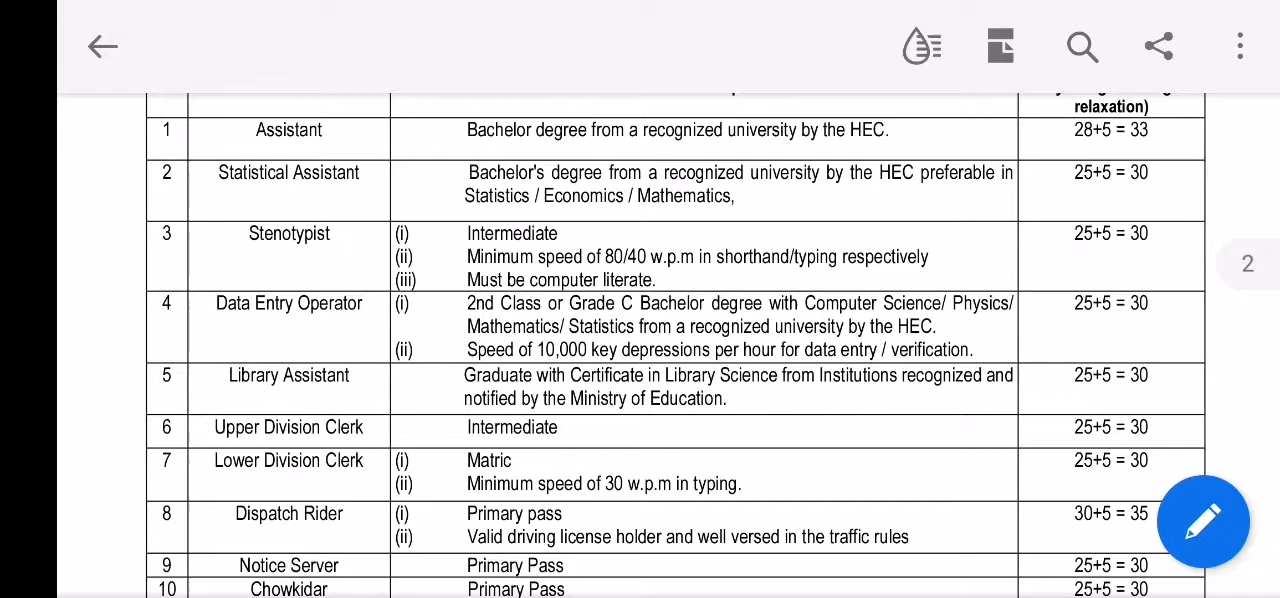 relaxation)
1 Assistant Bachelor degree from a recognized university by the HEC. 28+5 = 33
2 Statistical Assistant Bachelor's degree from a recognized university by the HEC preferable in 25+5 = 30
Statistics / Economics / Mathematics,
3 Stenotypist (i) Intermediate 25+5 = 30
(ii) Minimum speed of 80/40 w.p.m in shorthand/typing respectively
(iii) Must be computer literate.
2
4 Data Entry Operator (i) 2nd Class or Grade C Bachelor degree with Computer Science/ Physics/ 25+5 = 30
Mathematics/ Statistics from a recognized university by the HEC.
(ii) Speed of 10,000 key depressions per hour for data entry / verification.
5 Library Assistant Graduate with Certificate in Library Science from Institutions recognized and 25+5 = 30
notified by the Ministry of Education.
6 Upper Division Clerk Intermediate 25+5 = 30
7 Lower Division Clerk (i) Matric 25+5 = 30
(ii) Minimum speed of 30 w.p.m in typing.
8 Dispatch Rider (i) Primary pass 30+5 = 35
(ii) Valid driving license holder and well versed in the traffic rules
9 Notice Server Primary Pass 25+5 = 30
10 Chowkidar Primary Pass 25+5 = 30